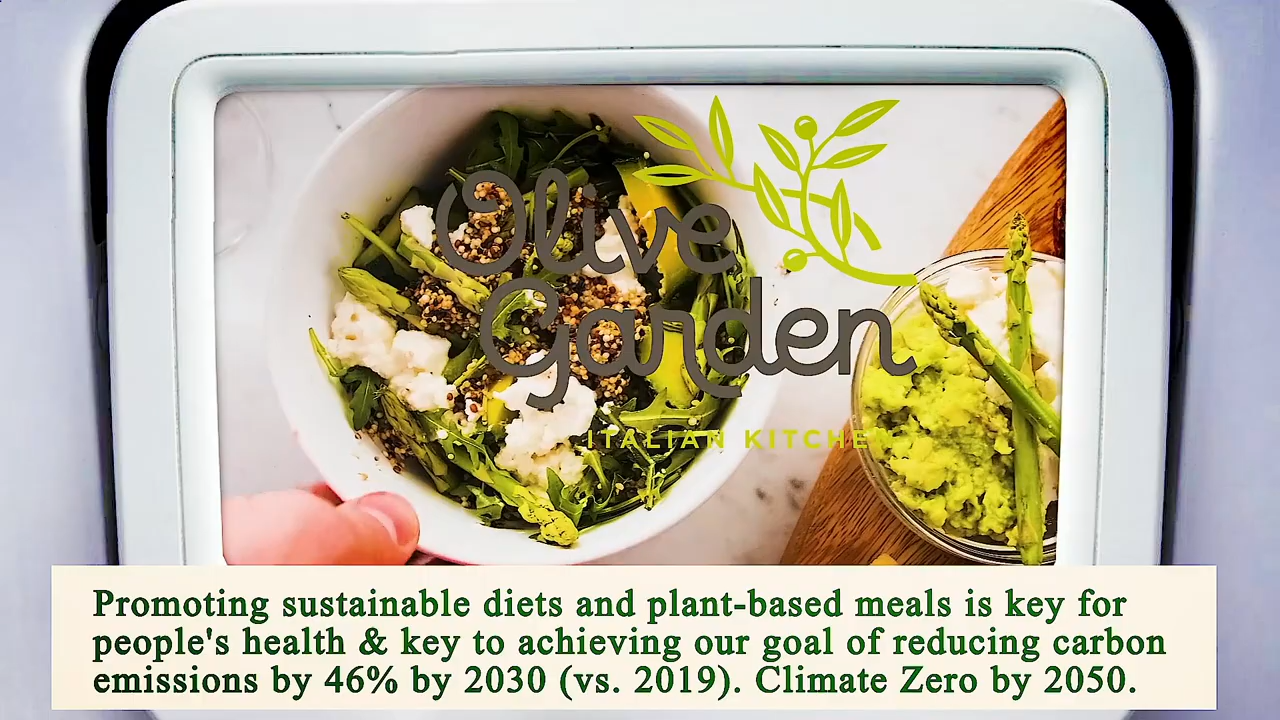 Olive
Garden
ITALIAN KITCHEN
Promoting sustainable diets and plant-based meals is key for
people's health & key to achieving our goal of reducing carbon
emissions by 46% by 2030 (vs. 2019). Climate Zero by 2050.